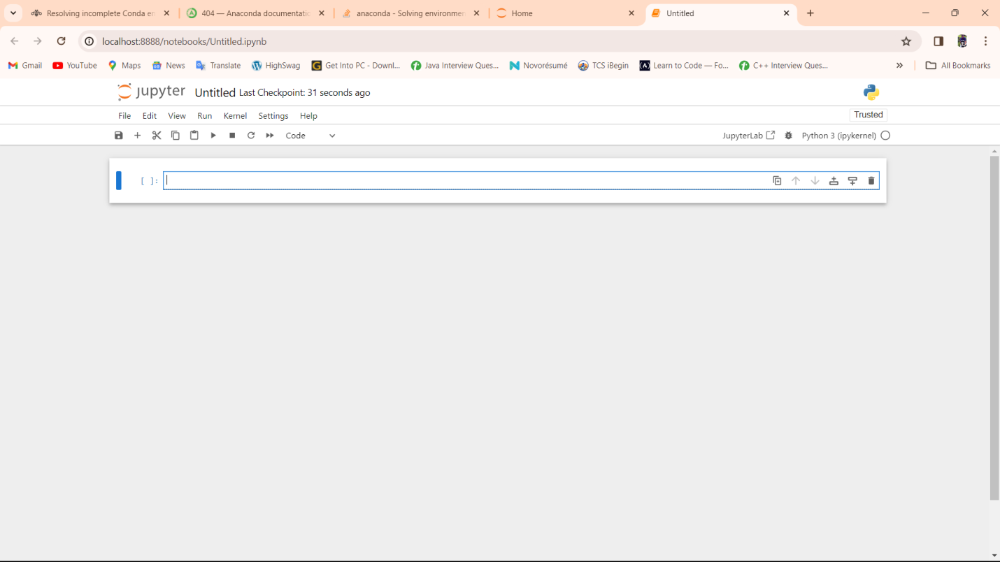 Resolving incomplete Conda en
404 — Anaconda documentatio
anaconda - Solving environmen
Home
Untitled
localhost:8888/notebooks/Untitled.ipynb
Gmail YouTube Maps News Translate HighSwag Get Into PC - Downl... Java Interview Ques... Novorésumé TCS iBegin Learn to Code — Fo... C++ Interview Ques... » All Bookmarks
jupyter Untitled Last Checkpoint: 31 seconds ago
File Edit View Run Kernel Settings Help Trusted
Code JupyterLab Python 3 (ipykernel)
[ ]: